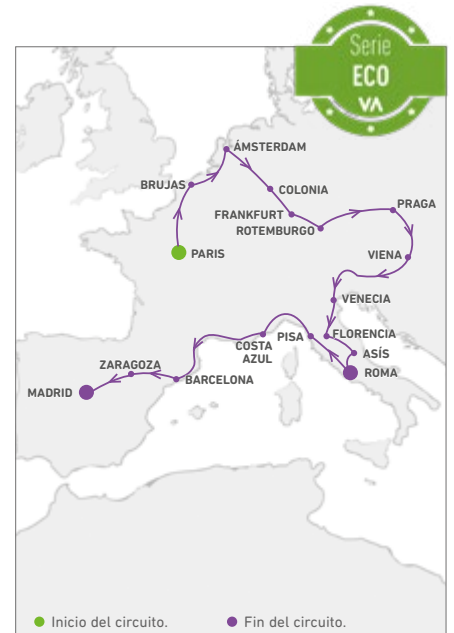 Serie
ECO
VA
ÁMSTERDAM
BRUJAS
COLONIA
FRANKFURT
PRAGA
ROTEMBURGO
PARIS
VIENA
VENECIA
PISA
FLORENCIA
COSTA
AZUL
ASÍS
ZARAGOZA
ROMA
BARCELONA
MADRID
Inicio del circuito.
Fin del circuito.